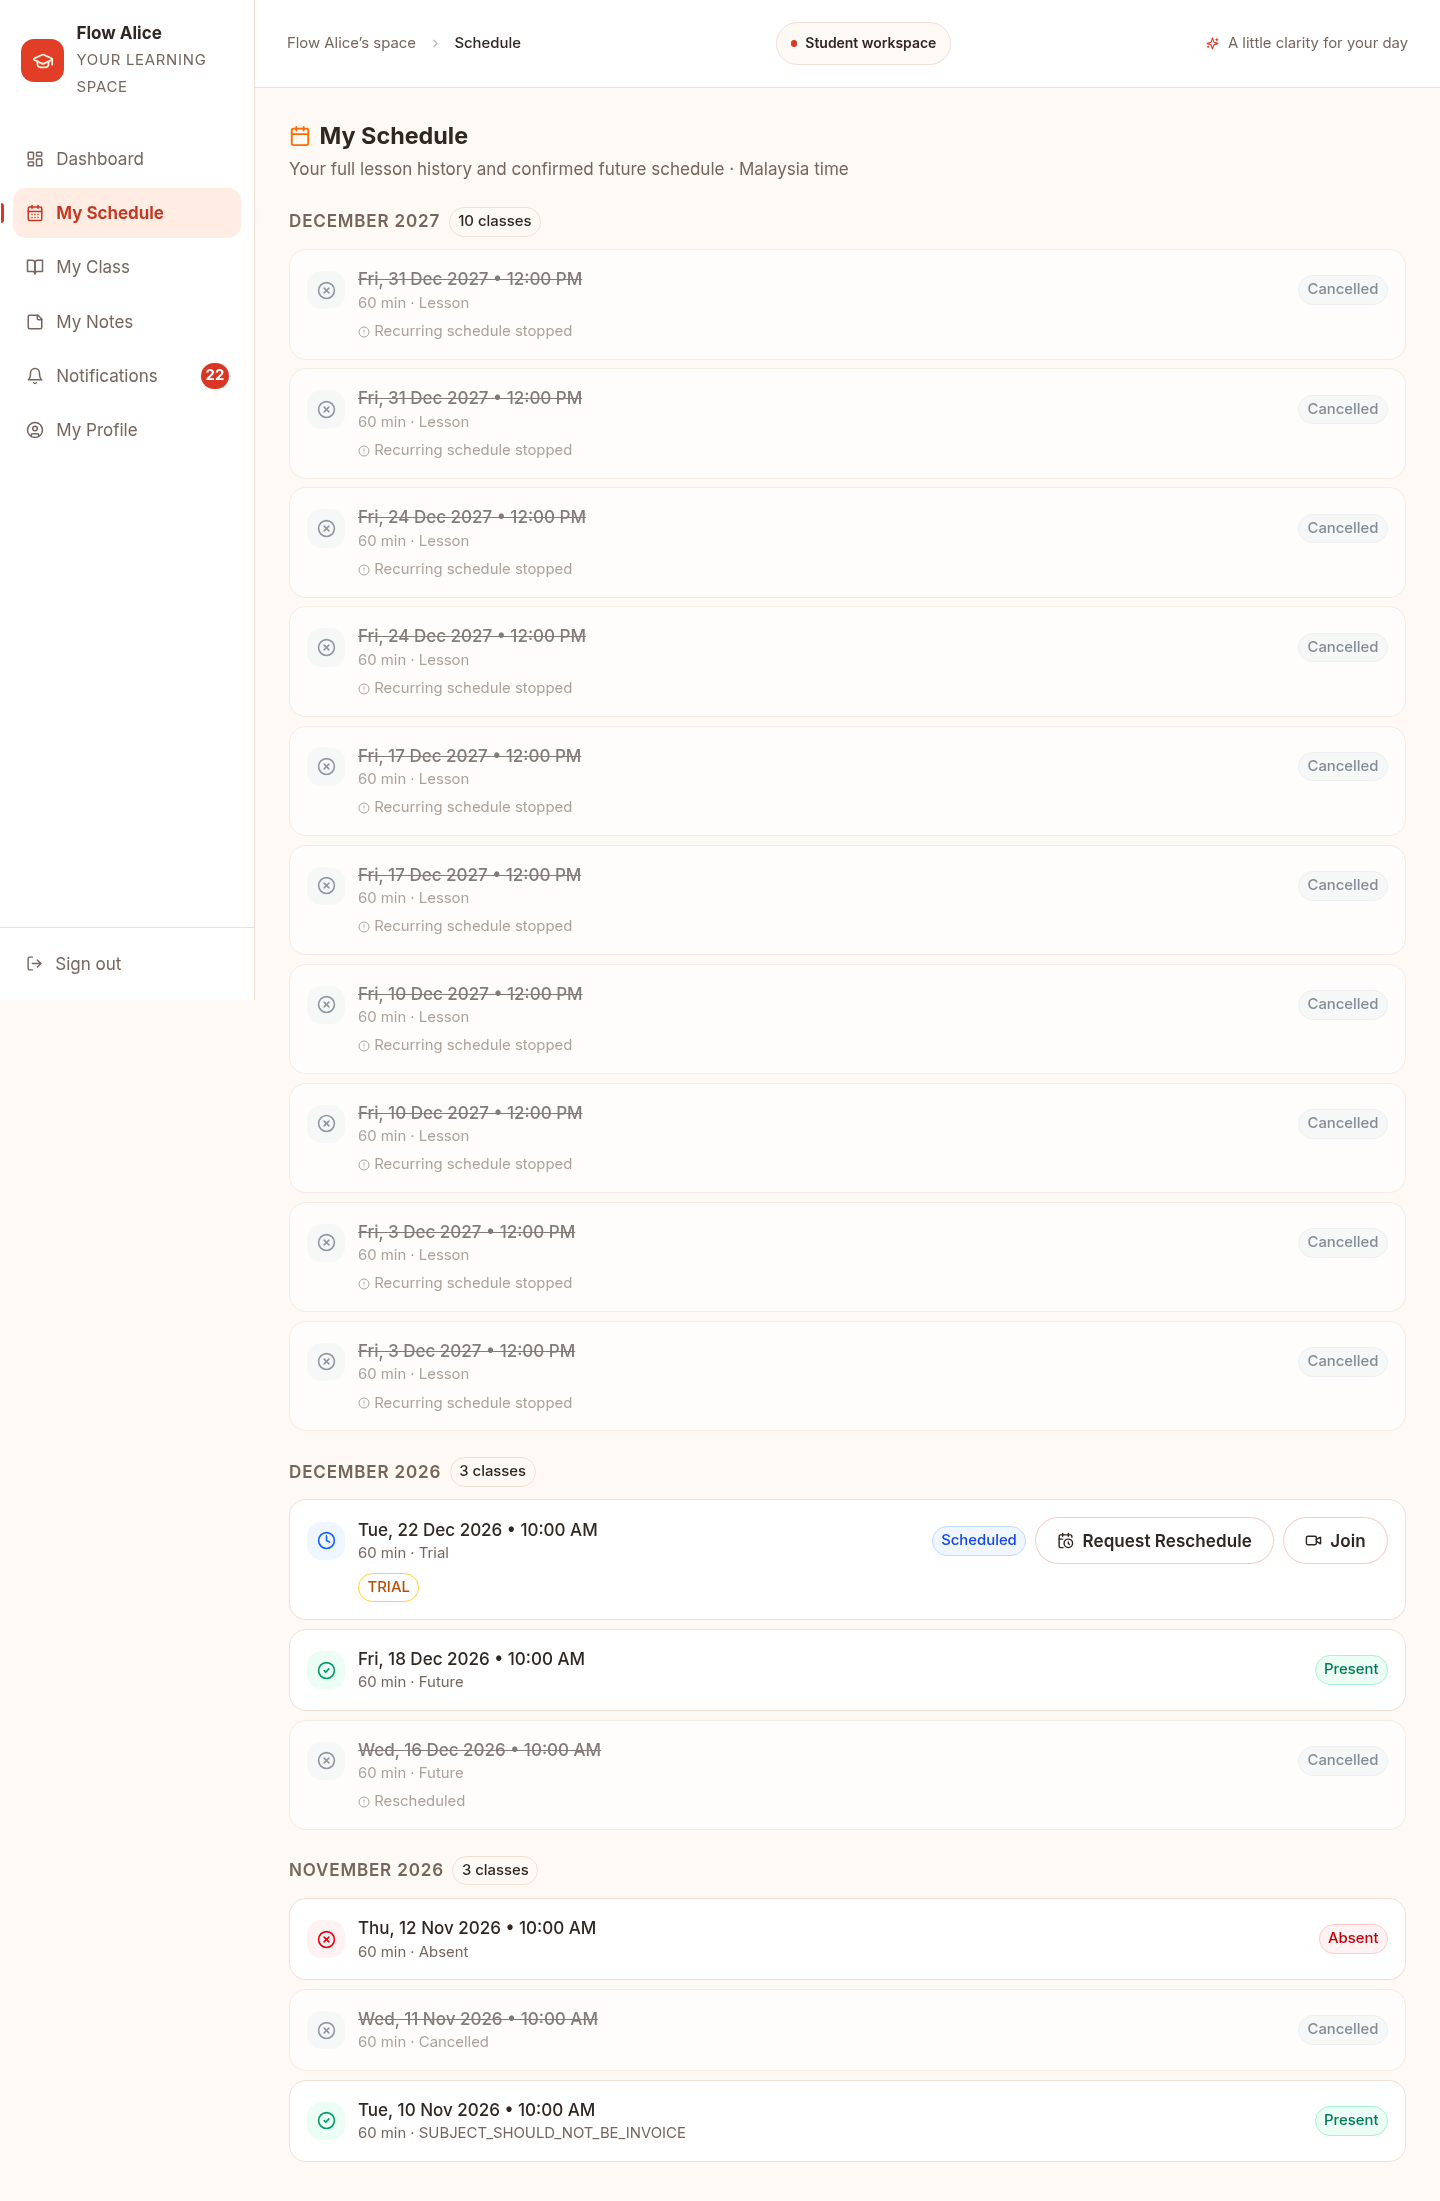 Flow Alice
YOUR LEARNING
SPACE
Dashboard
My Schedule
My Class
My Notes
Notifications 22
My Profile
Sign out
Flow Alice's space › Schedule
Student workspace
A little clarity for your day
My Schedule
Your full lesson history and confirmed future schedule · Malaysia time
DECEMBER 2027 10 classes
Fri, 31 Dec 2027 • 12:00 PM Cancelled
60 min · Lesson
Recurring schedule stopped
Fri, 31 Dec 2027 • 12:00 PM Cancelled
60 min · Lesson
Recurring schedule stopped
Fri, 24 Dec 2027 • 12:00 PM Cancelled
60 min · Lesson
Recurring schedule stopped
Fri, 24 Dec 2027 • 12:00 PM Cancelled
60 min · Lesson
Recurring schedule stopped
Fri, 17 Dec 2027 • 12:00 PM Cancelled
60 min · Lesson
Recurring schedule stopped
Fri, 17 Dec 2027 • 12:00 PM Cancelled
60 min · Lesson
Recurring schedule stopped
Fri, 10 Dec 2027 • 12:00 PM Cancelled
60 min · Lesson
Recurring schedule stopped
Fri, 10 Dec 2027 • 12:00 PM Cancelled
60 min · Lesson
Recurring schedule stopped
Fri, 3 Dec 2027 • 12:00 PM Cancelled
60 min · Lesson
Recurring schedule stopped
Fri, 3 Dec 2027 • 12:00 PM Cancelled
60 min · Lesson
Recurring schedule stopped
DECEMBER 2026 3 classes
Tue, 22 Dec 2026 • 10:00 AM Scheduled Request Reschedule Join
60 min · Trial
TRIAL
Fri, 18 Dec 2026 • 10:00 AM Present
60 min · Future
Wed, 16 Dec 2026 • 10:00 AM Cancelled
60 min · Future
Rescheduled
NOVEMBER 2026 3 classes
Thu, 12 Nov 2026 • 10:00 AM Absent
60 min · Absent
Wed, 11 Nov 2026 • 10:00 AM Cancelled
60 min · Cancelled
Tue, 10 Nov 2026 • 10:00 AM Present
60 min · SUBJECT_SHOULD_NOT_BE_INVOICE